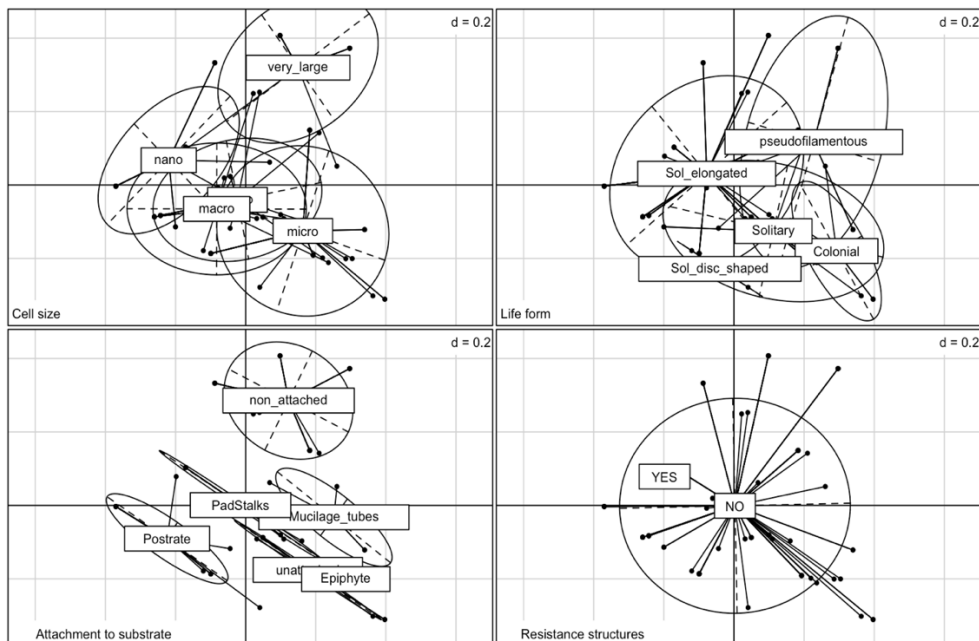 d = 0.2
very_large
nano
macro
micro
Cell size
d = 0.2
pseudofilamentous
Sol_elongated
Solitary
Colonial
Sol_disc_shaped
Life form
d = 0.2
non_attached
PadStalks
Mucilage_tubes
Postrate
Epiphyte
Attachment to substrate
d = 0.2
YES
NO
Resistance structures